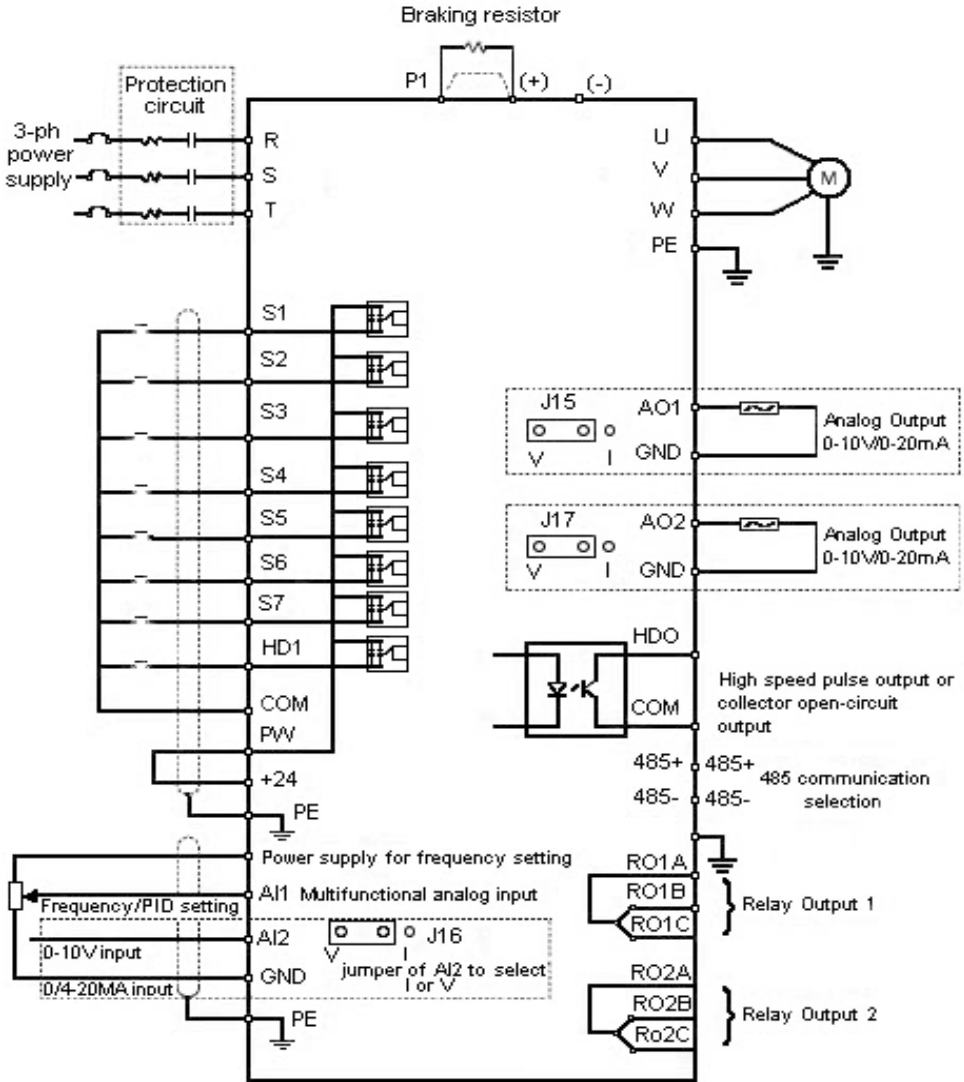 Braking resistor
P1
(+)
(-)
Protection
circuit
3-ph
power
supply
R
S
T
U
V
W
PE
M
S1
S2
S3
S4
S5
S6
S7
HD1
COM
PW
+24
PE
J15
V
I
AO1
GND
Analog Output
0-10V/0-20mA
J17
V
I
AO2
GND
Analog Output
0-10V/0-20mA
HDO
COM
High speed pulse output or
collector open-circuit
output
485+
485+
485-
485-
485 communication
selection
Power supply for frequency setting
AI1 Multifunctional analog input
Frequency/PID setting
AI2
0-10V input
J16
V
jumper of AI2 to select
I or V
GND
0/4-20MA input
PE
RO1A
RO1B
RO1C
Relay Output 1
RO2A
RO2B
Ro2C
Relay Output 2